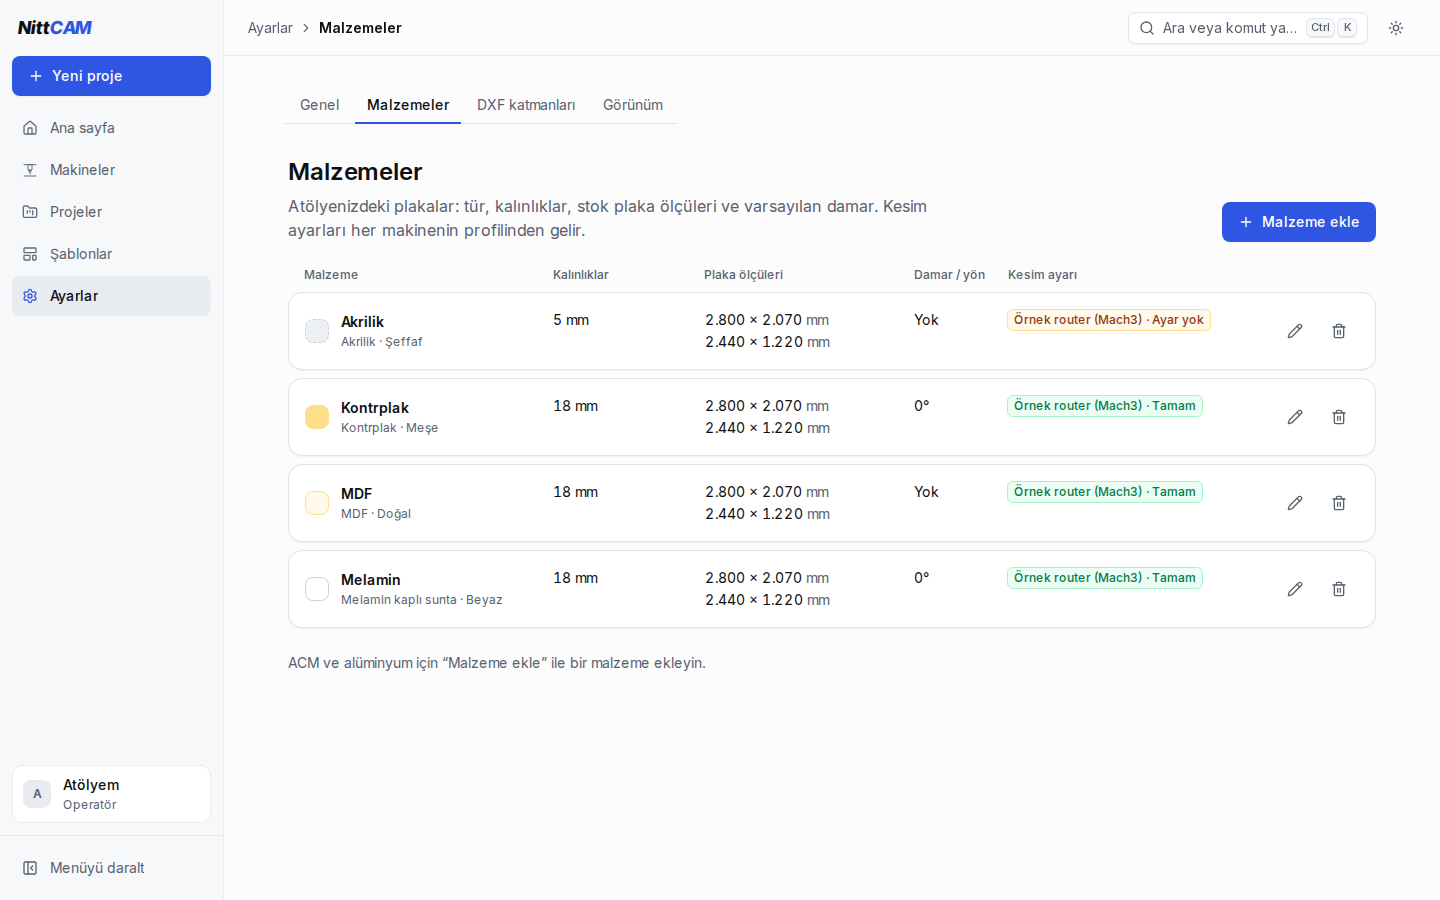 NittCAM
Yeni proje
Ana sayfa
Makineler
Projeler
Şablonlar
Ayarlar
A
Atölyem
Operatör
Menüyü daralt
Ayarlar > Malzemeler
Ara veya komut ya... Ctrl K
Genel Malzemeler DXF katmanları Görünüm
Malzemeler
Atölyenizdeki plakalar: tür, kalınlıklar, stok plaka ölçüleri ve varsayılan damar. Kesim
ayarları her makinenin profilinden gelir.
Malzeme ekle
Malzeme Kalınlıklar Plaka ölçüleri Damar / yön Kesim ayarı
Akrilik
Akrilik · Şeffaf
5 mm
2.800 × 2.070 mm
2.440 × 1.220 mm
Yok
Örnek router (Mach3) · Ayar yok
Kontrplak
Kontrplak · Meşe
18 mm
2.800 × 2.070 mm
2.440 × 1.220 mm
0°
Örnek router (Mach3) · Tamam
MDF
MDF · Doğal
18 mm
2.800 × 2.070 mm
2.440 × 1.220 mm
Yok
Örnek router (Mach3) · Tamam
Melamin
Melamin kaplı sunta · Beyaz
18 mm
2.800 × 2.070 mm
2.440 × 1.220 mm
0°
Örnek router (Mach3) · Tamam
ACM ve alüminyum için “Malzeme ekle” ile bir malzeme ekleyin.